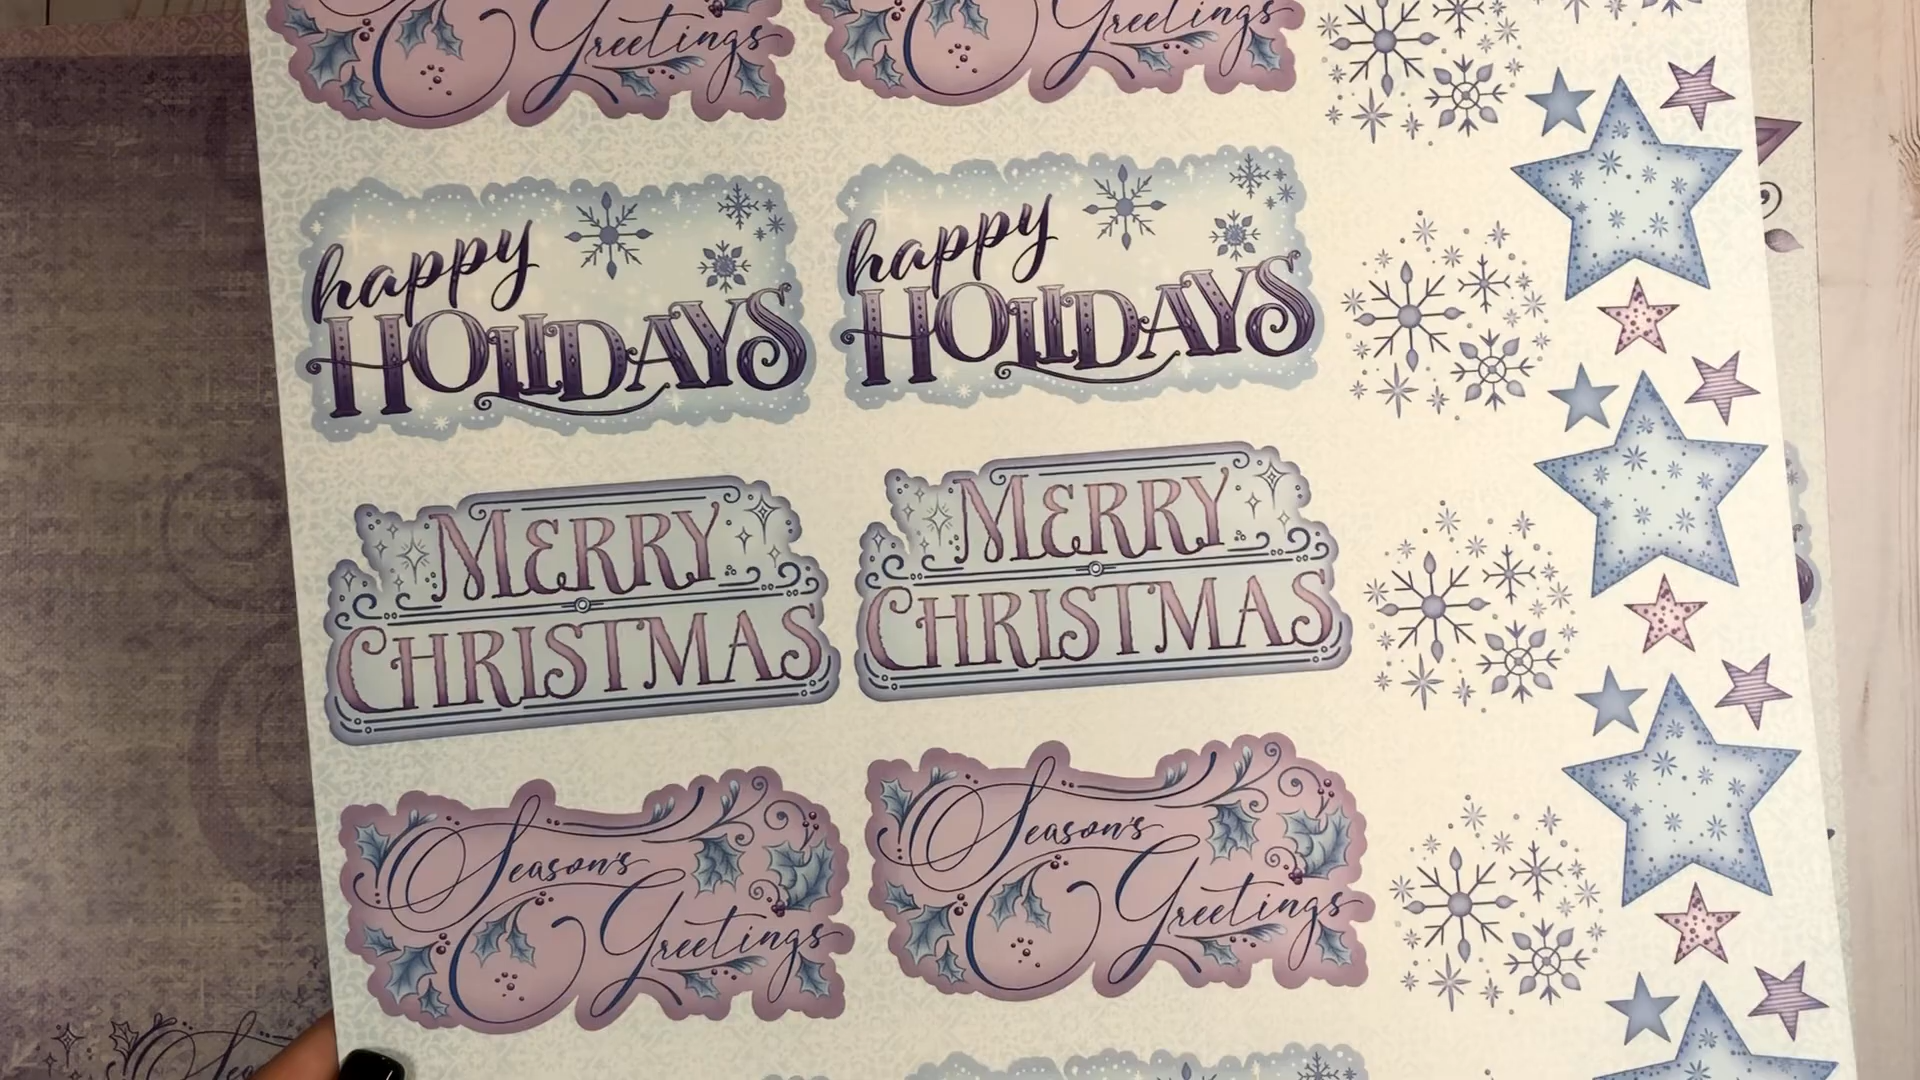 Greetings Greetings
happy happy
HOLIDAYS HOLIDAYS
MERRY MERRY
CHRISTMAS CHRISTMAS
Season's Season's
Greetings Greetings